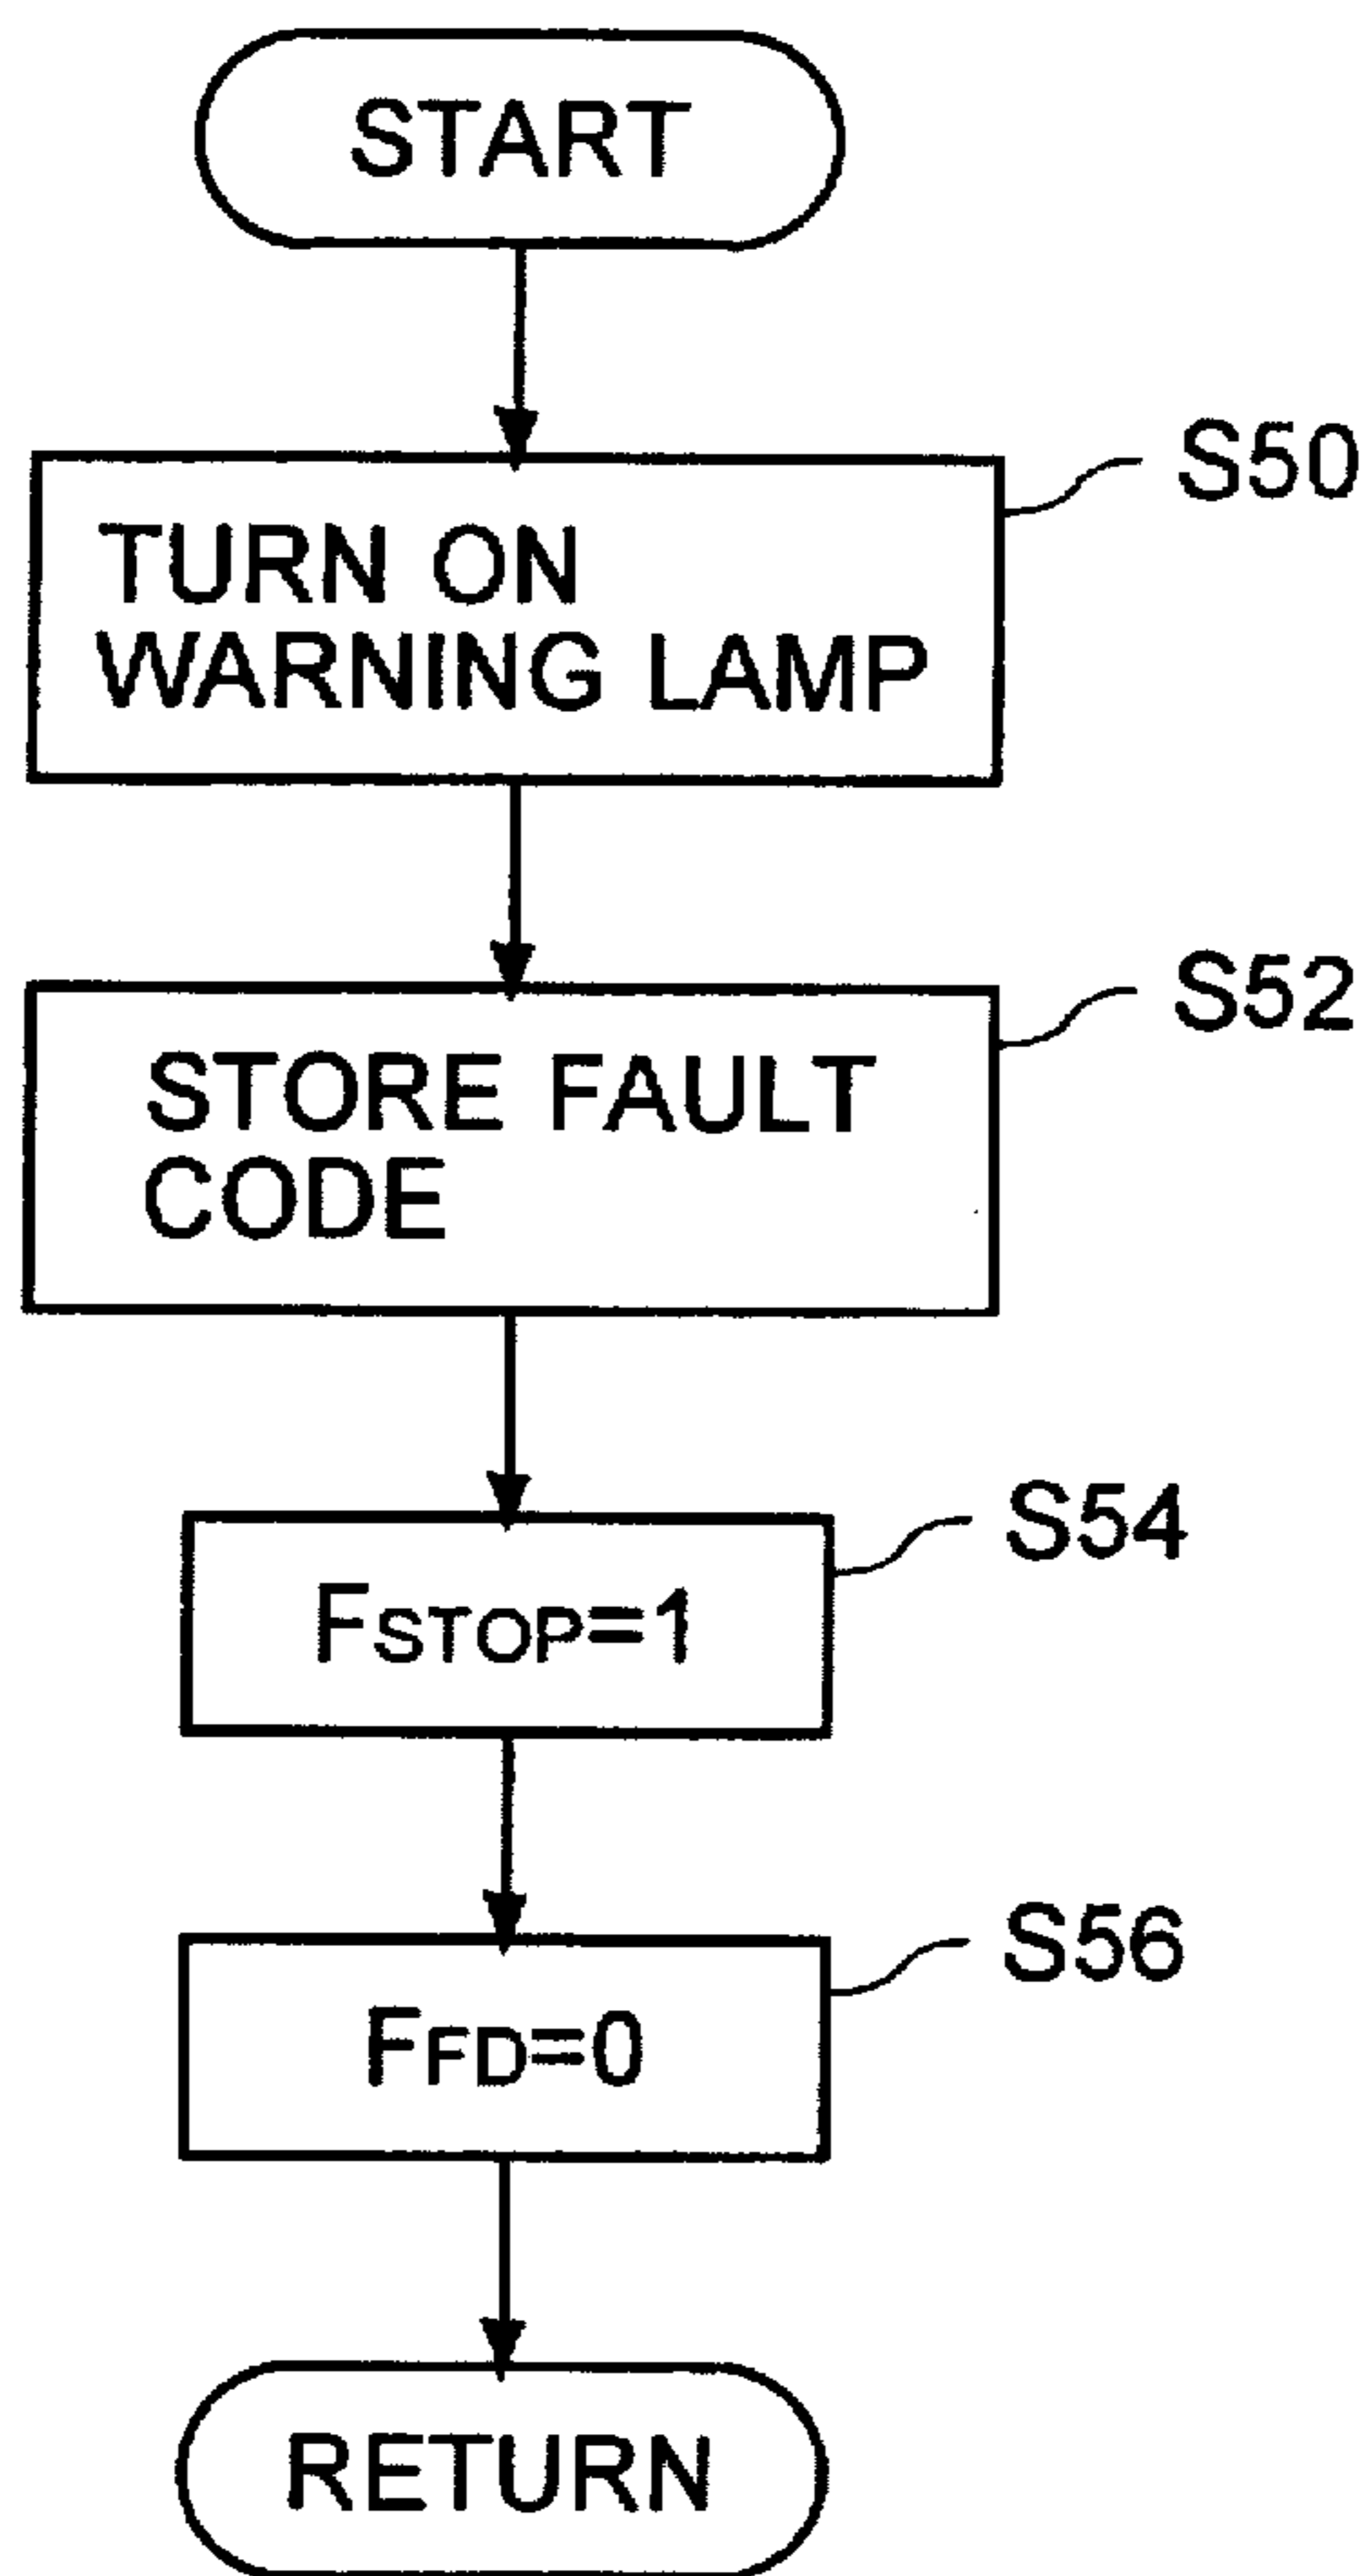 START
S50
TURN ON
WARNING LAMP
S52
STORE FAULT
CODE
S54
FSTOP=1
S56
FFD=0
RETURN